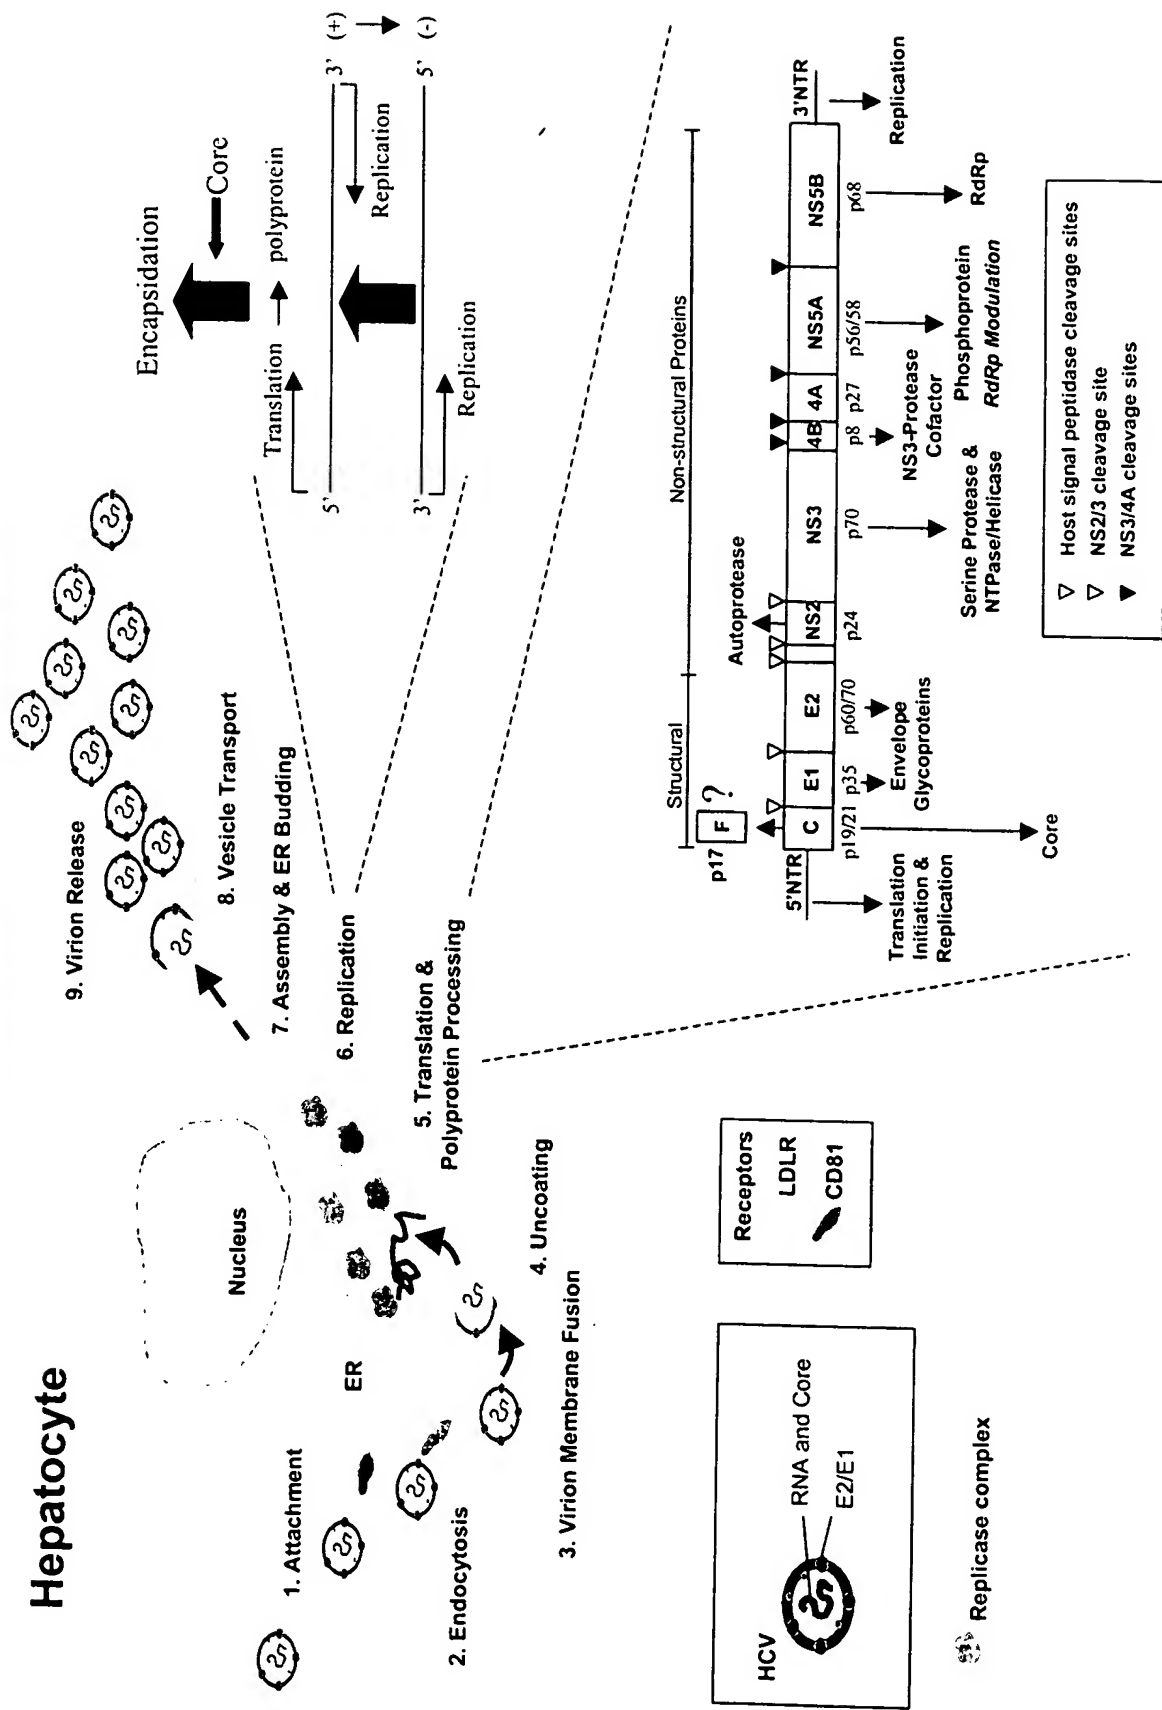 Hepatocyte
1. Attachment
2. Endocytosis
3. Virion Membrane Fusion
4. Uncoating
ER
Nucleus
5. Translation &
Polyprotein Processing
6. Replication
7. Assembly & ER Budding
8. Vesicle Transport
9. Virion Release
Encapsidation
Core
Translation
polyprotein
5'
3' (+)
Replication
3'
5' (-)
Replication
HCV
RNA and Core
E2/E1
Replicase complex
Receptors
LDLR
CD81
Structural
Non-structural Proteins
p17
F
?
Autoprotease
5'NTR
C
E1
E2
NS2
NS3
4B
4A
NS5A
NS5B
3'NTR
p19/21
p35
p60/70
p24
p70
p8
p27
p56/58
p68
Translation
Initiation &
Replication
Core
Envelope
Glycoproteins
Serine Protease &
NTPase/Helicase
NS3-Protease
Cofactor
Phosphoprotein
RdRp Modulation
RdRp
Replication
Host signal peptidase cleavage sites
NS2/3 cleavage site
NS3/4A cleavage sites